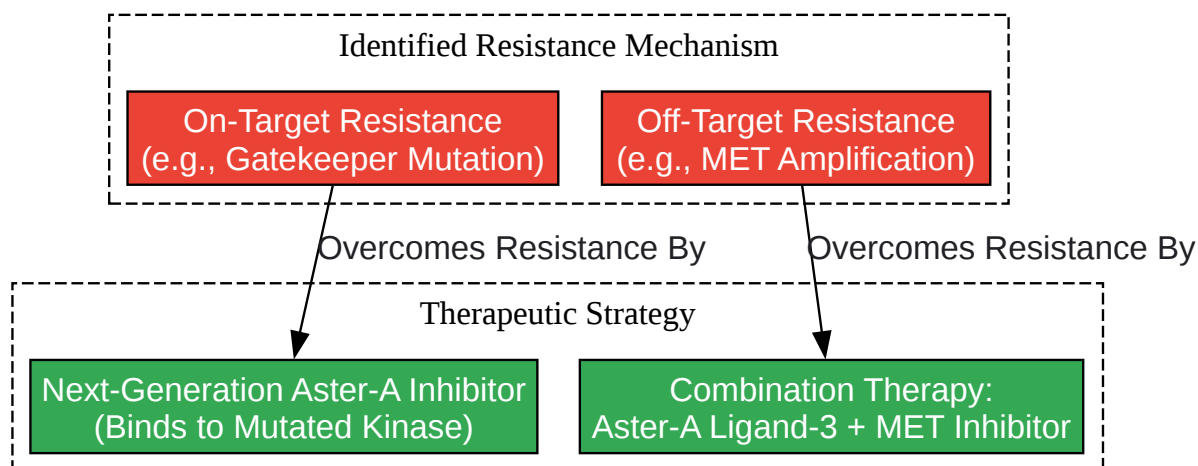 Identified Resistance Mechanism
On-Target Resistance
(e.g., Gatekeeper Mutation)
Off-Target Resistance
(e.g., MET Amplification)
Overcomes Resistance By
Overcomes Resistance By
Therapeutic Strategy
Next-Generation Aster-A Inhibitor
(Binds to Mutated Kinase)
Combination Therapy:
Aster-A Ligand-3 + MET Inhibitor